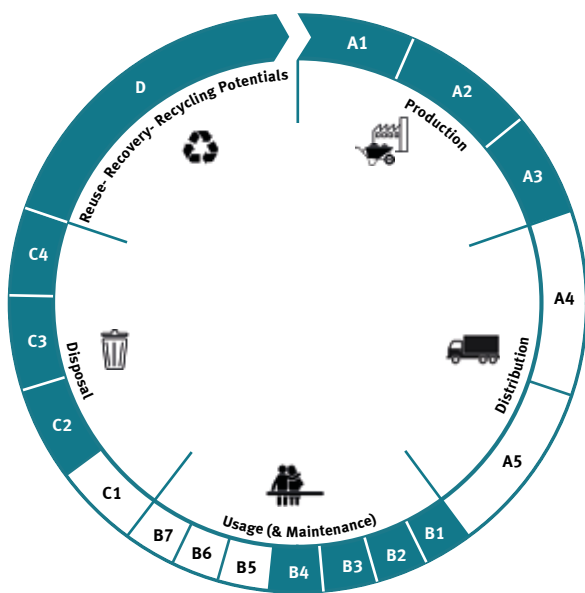 A1
A2
A3
Production
A4
A5
Distribution
B1
B2
B3
B4
B5
B6
B7
Usage (& Maintenance)
C1
C2
C3
C4
Disposal
D
Reuse- Recovery- Recycling Potentials